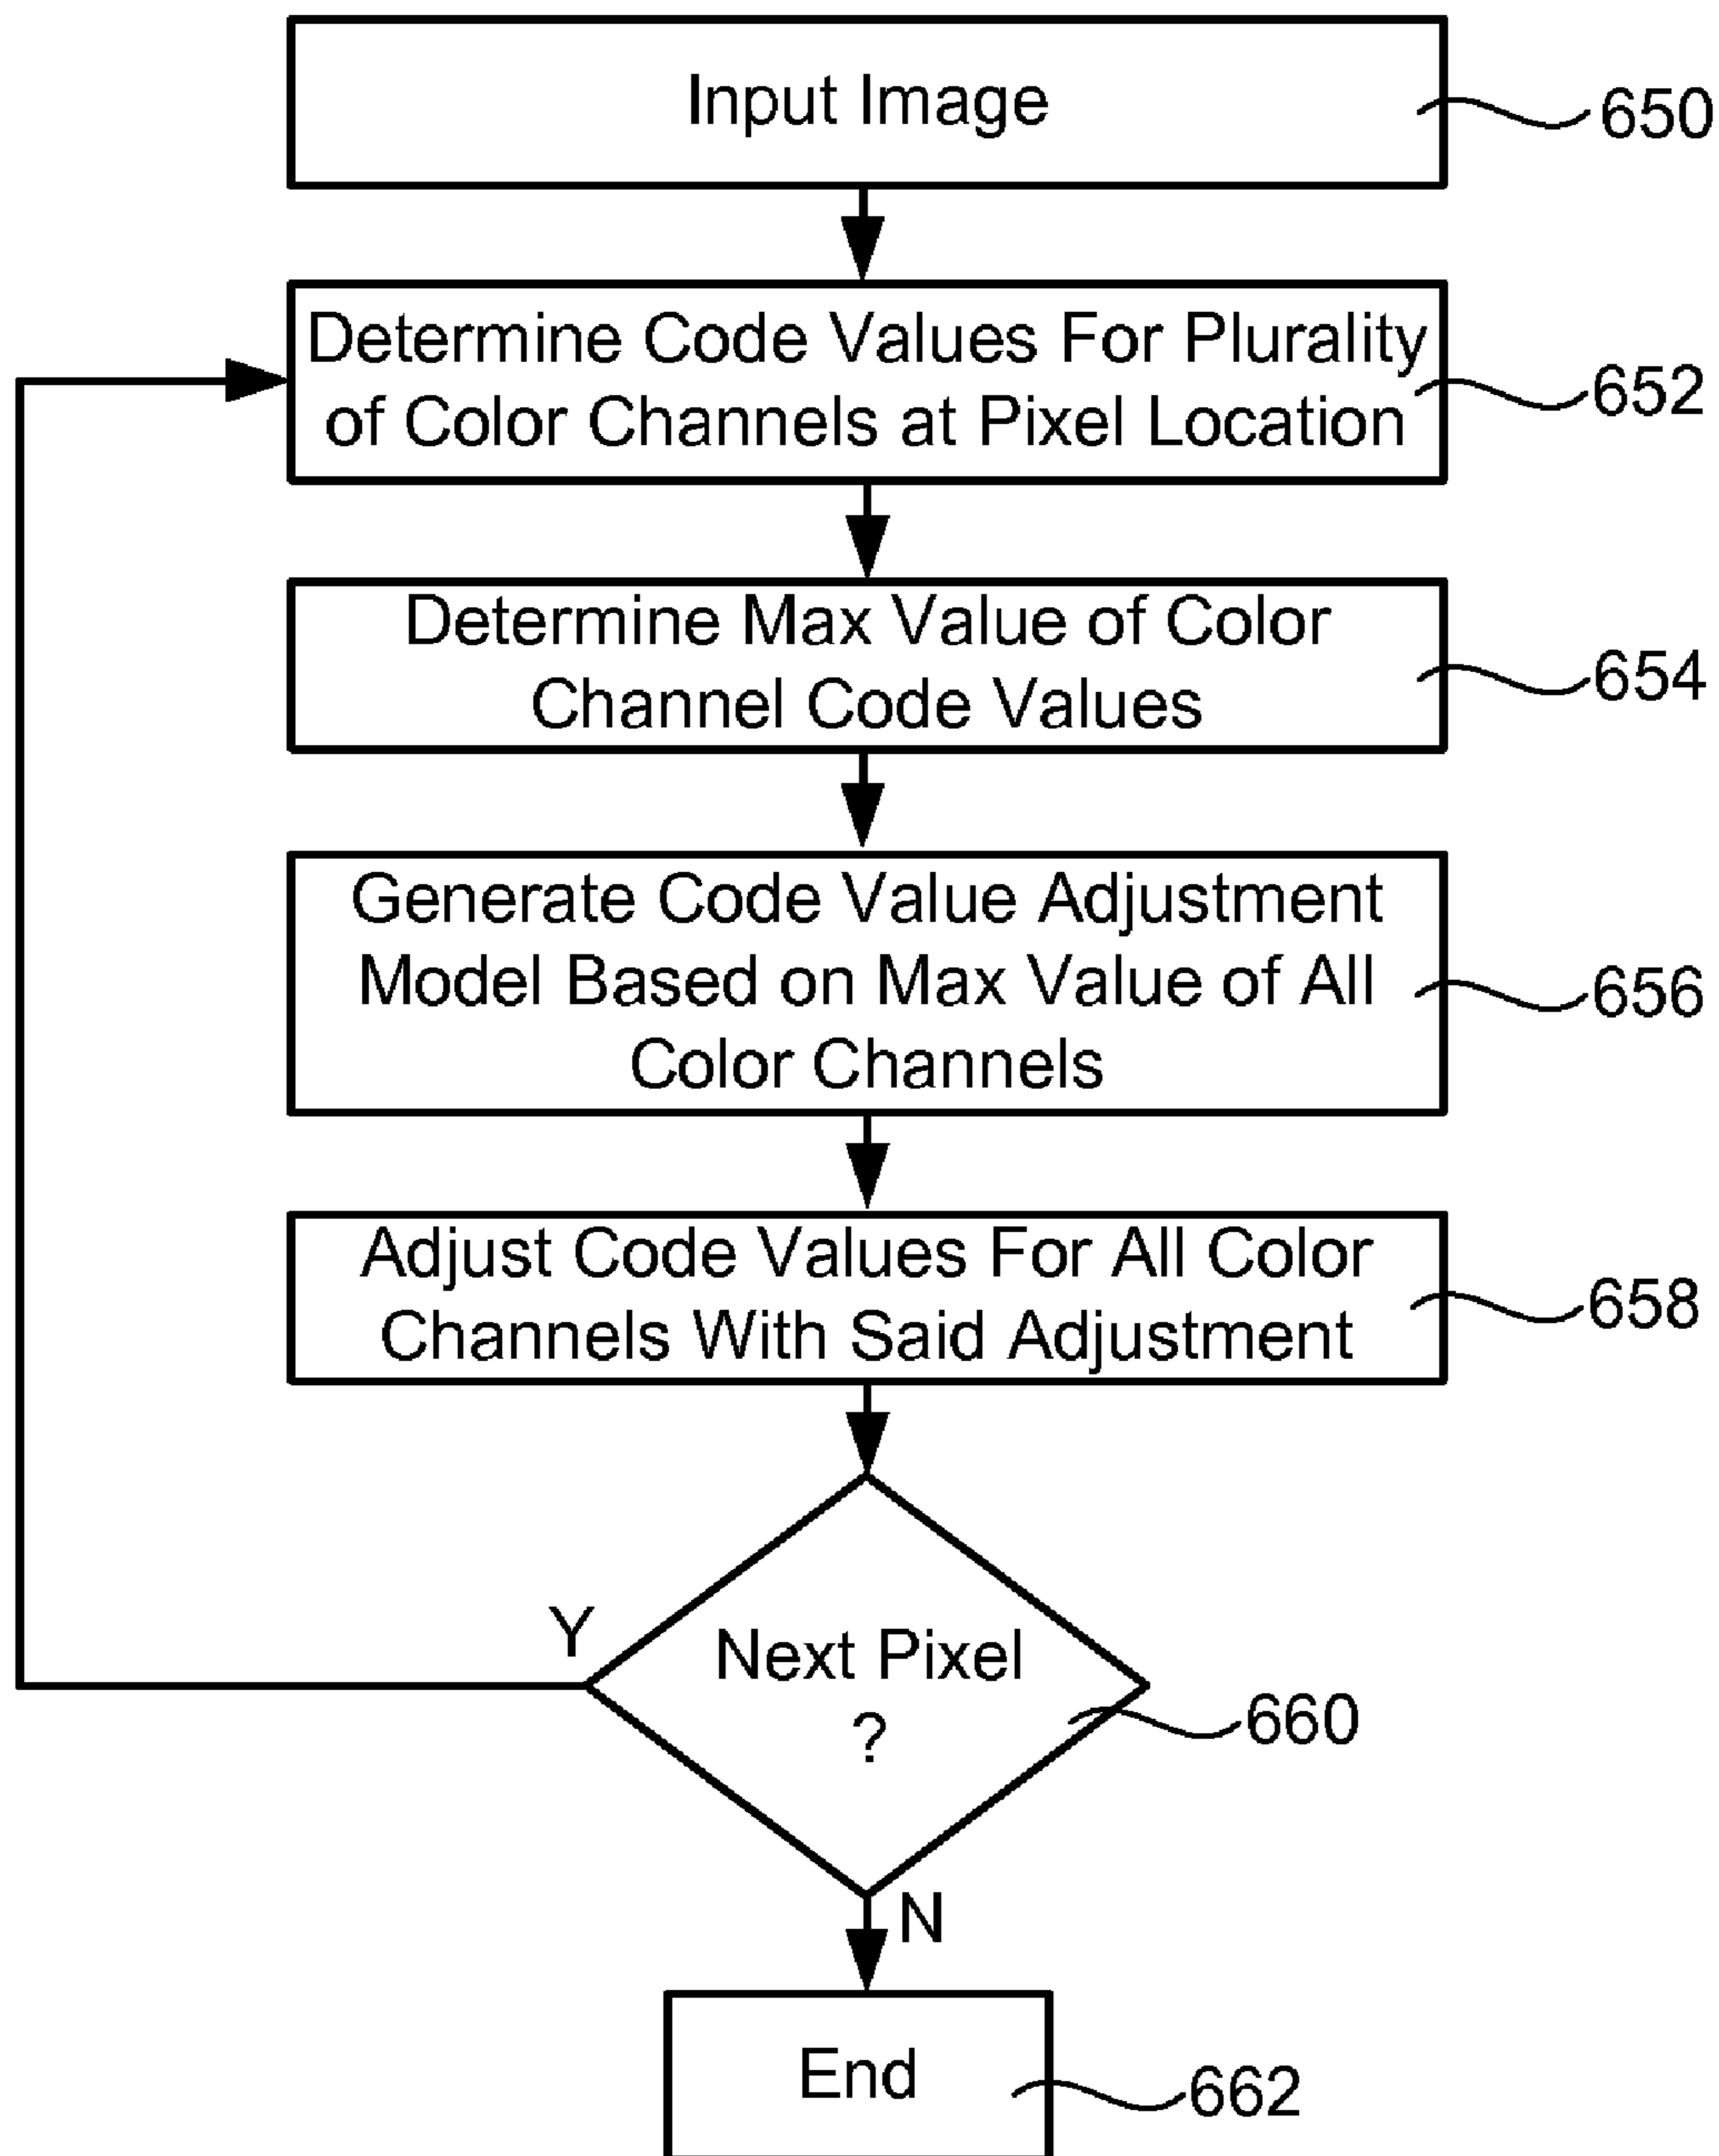 Input Image
650
Determine Code Values For Plurality
of Color Channels at Pixel Location
652
Determine Max Value of Color
Channel Code Values
654
Generate Code Value Adjustment
Model Based on Max Value of All
Color Channels
656
Adjust Code Values For All Color
Channels With Said Adjustment
658
Y
Next Pixel
?
660
N
End
662